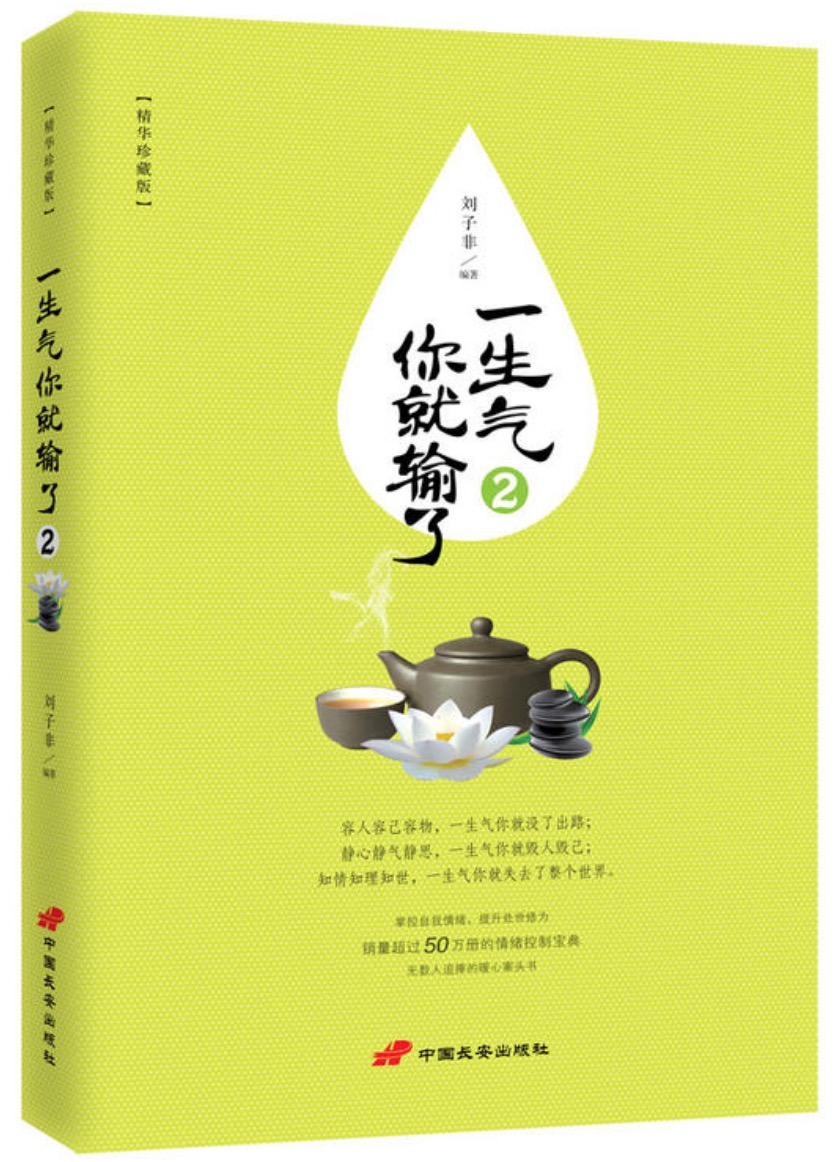 【精华珍藏版】
一生气你就输了
2
刘子非／编著
中国长安出版社
【精华珍藏版】
刘子非／编著
一生气
你就输了
2
容人容己容物，一生气你就没了出路；
静心静气静思，一生气你就毁人毁己；
知情知理知世，一生气你就失去了整个世界。
掌控自我情绪，提升处世修为
销量超过50万册的情绪控制宝典
无数人追捧的暖心案头书
中国长安出版社